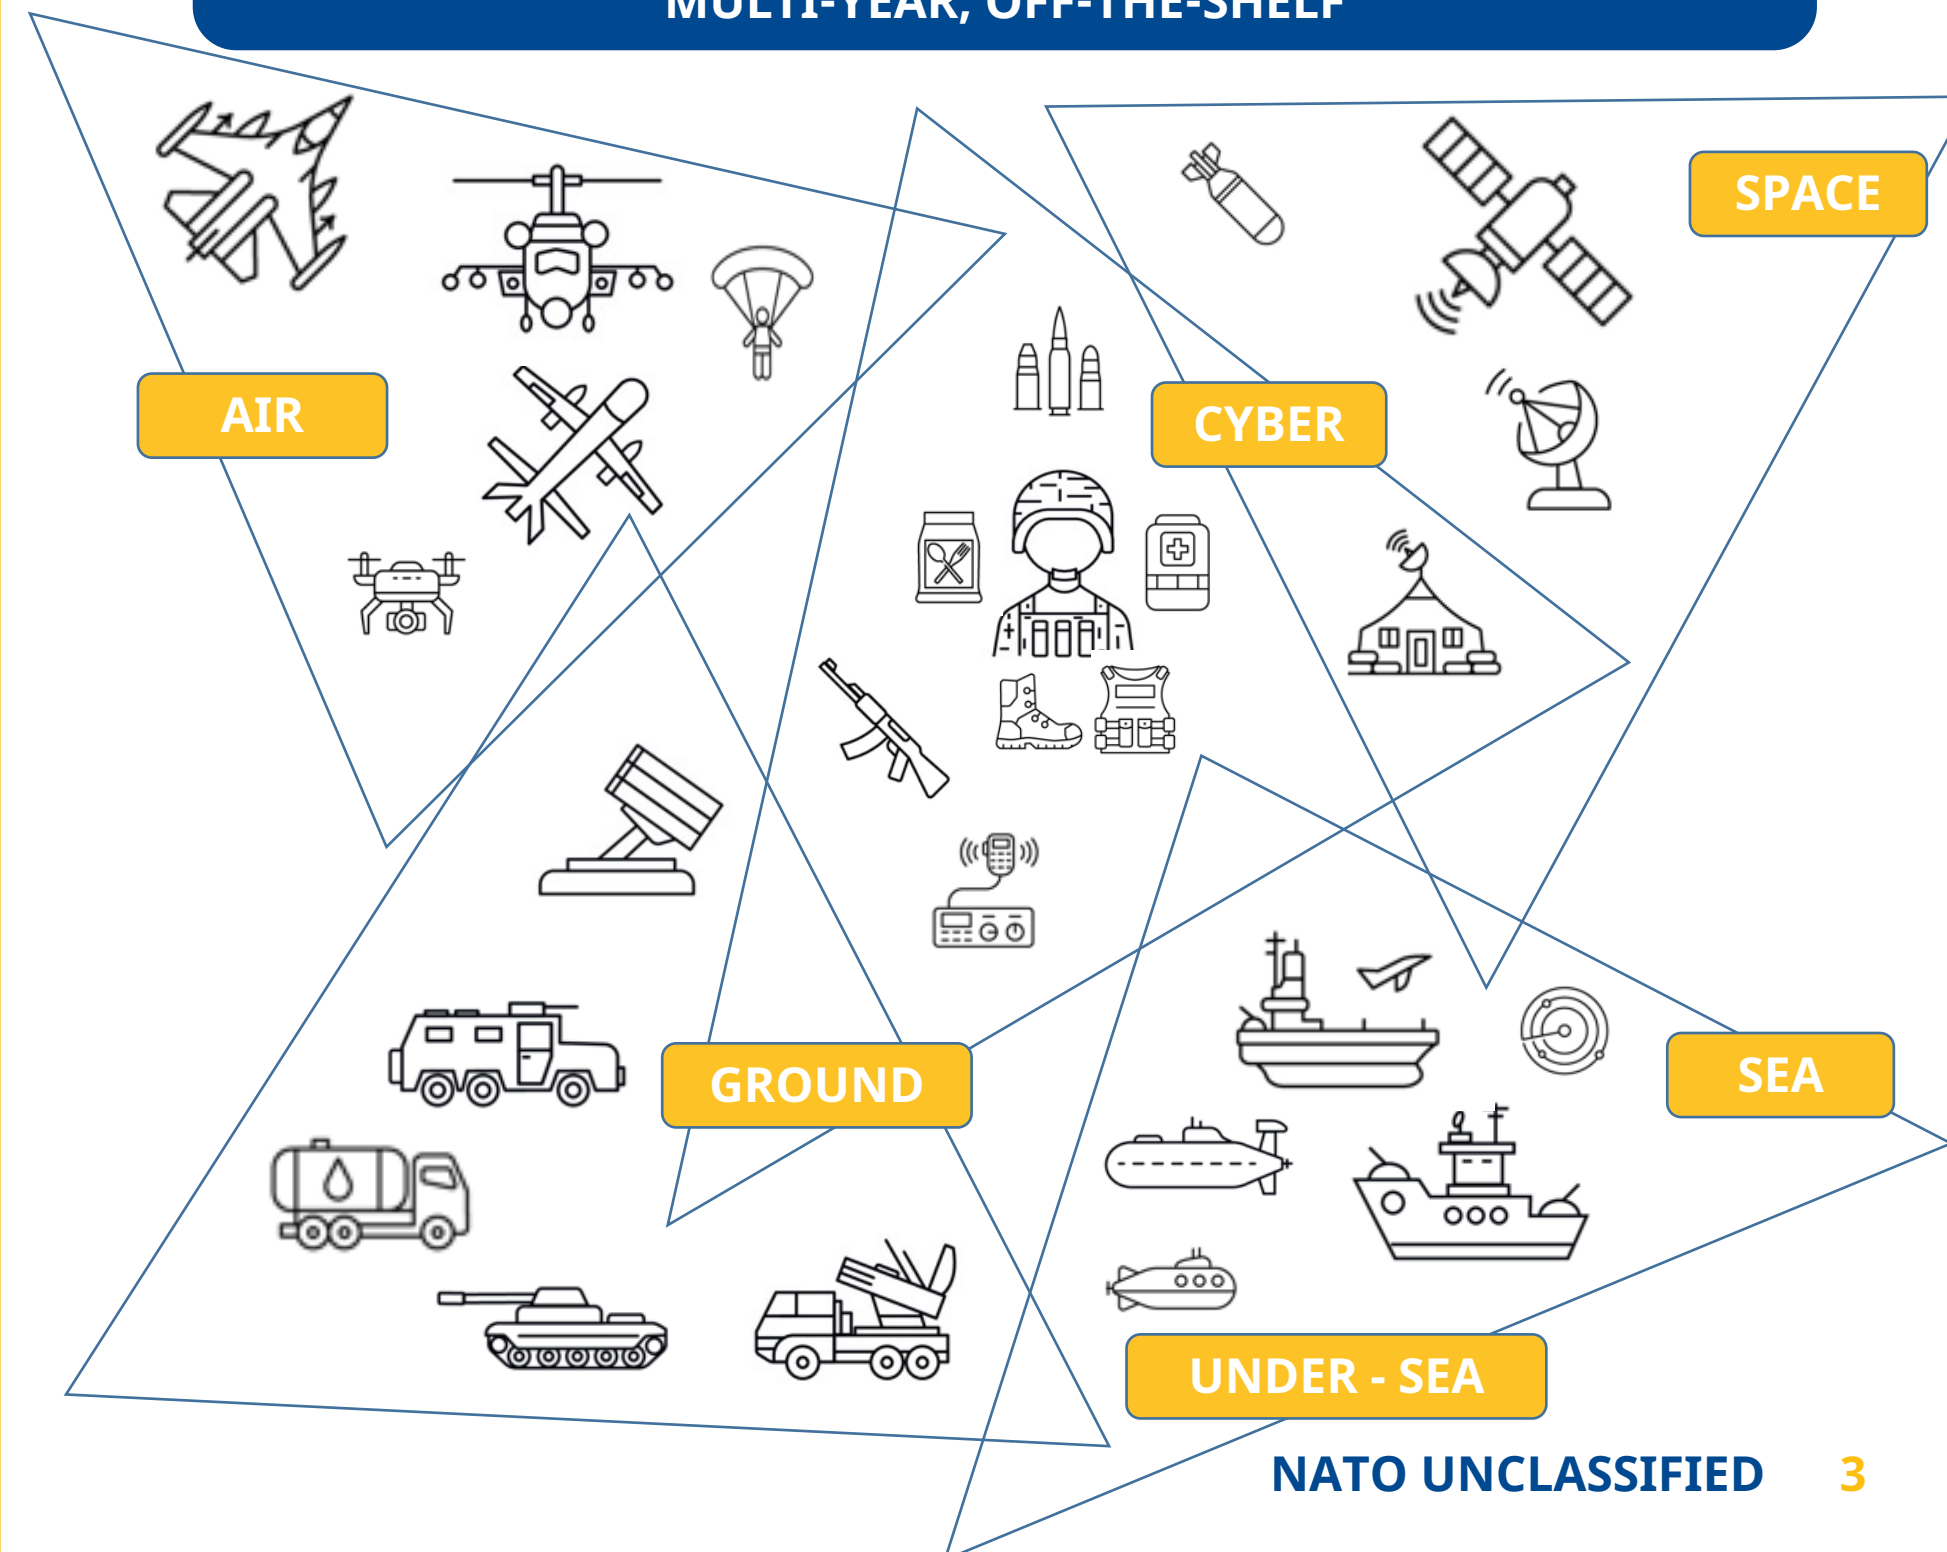 MULTI-YEAR, OFF-THE-SHELF
SPACE
AIR
CYBER
GROUND
SEA
UNDER - SEA
NATO UNCLASSIFIED 3